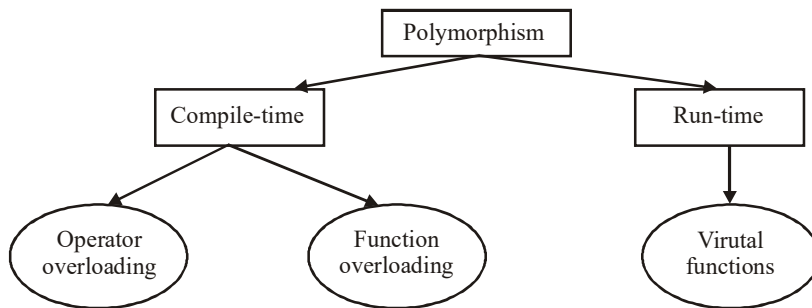 Polymorphism
Compile-time
Run-time
Operator
overloading
Function
overloading
Virutal
functions